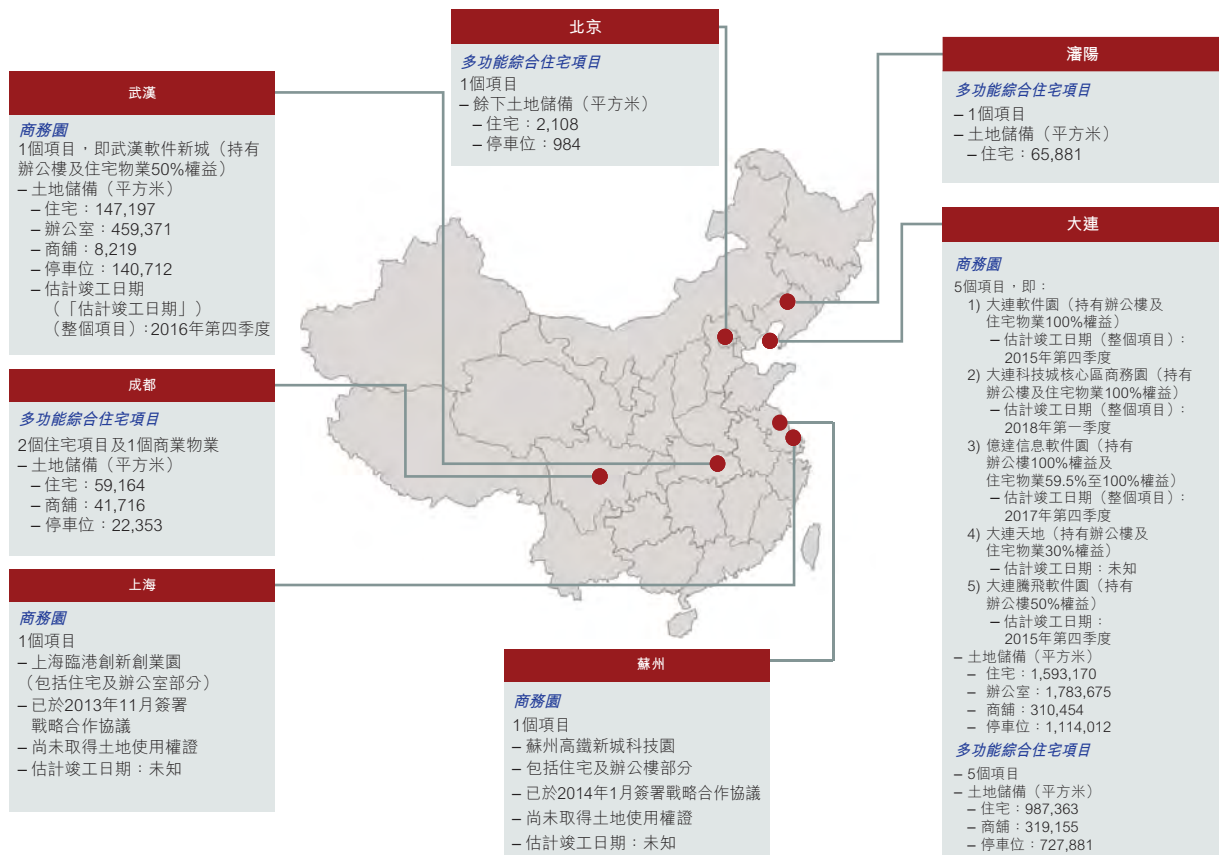 北京
多功能綜合住宅項目
1個項目
– 餘下土地儲備（平方米）
– 住宅：2,108
– 停車位：984
瀋陽
多功能綜合住宅項目
– 1個項目
– 土地儲備（平方米）
– 住宅：65,881
武漢
商務園
1個項目，即武漢軟件新城（持有
辦公樓及住宅物業50%權益）
– 土地儲備（平方米）
– 住宅：147,197
– 辦公室：459,371
– 商舖：8,219
– 停車位：140,712
– 估計竣工日期
（「估計竣工日期」）
（整個項目）：2016年第四季度
成都
多功能綜合住宅項目
2個住宅項目及1個商業物業
– 土地儲備（平方米）
– 住宅：59,164
– 商舖：41,716
– 停車位：22,353
上海
商務園
1個項目
– 上海臨港創新創業園
（包括住宅及辦公室部分）
– 已於2013年11月簽署
戰略合作協議
– 尚未取得土地使用權證
– 估計竣工日期：未知
蘇州
商務園
1個項目
– 蘇州高鐵新城科技園
– 包括住宅及辦公樓部分
– 已於2014年1月簽署戰略合作協議
– 尚未取得土地使用權證
– 估計竣工日期：未知
大連
商務園
5個項目，即：
1) 大連軟件園（持有辦公樓及
住宅物業100%權益）
– 估計竣工日期（整個項目）：
2015年第四季度
2) 大連科技城核心區商務園（持有
辦公樓及住宅物業100%權益）
– 估計竣工日期（整個項目）：
2018年第一季度
3) 億達信息軟件園（持有
辦公樓100%權益及
住宅物業59.5%至100%權益）
– 估計竣工日期（整個項目）：
2017年第四季度
4) 大連天地（持有辦公樓及
住宅物業30%權益）
– 估計竣工日期：未知
5) 大連騰飛軟件園（持有
辦公樓50%權益）
– 估計竣工日期：
2015年第四季度
– 土地儲備（平方米）
– 住宅：1,593,170
– 辦公室：1,783,675
– 商舖：310,454
– 停車位：1,114,012
多功能綜合住宅項目
– 5個項目
– 土地儲備（平方米）
– 住宅：987,363
– 商舖：319,155
– 停車位：727,881